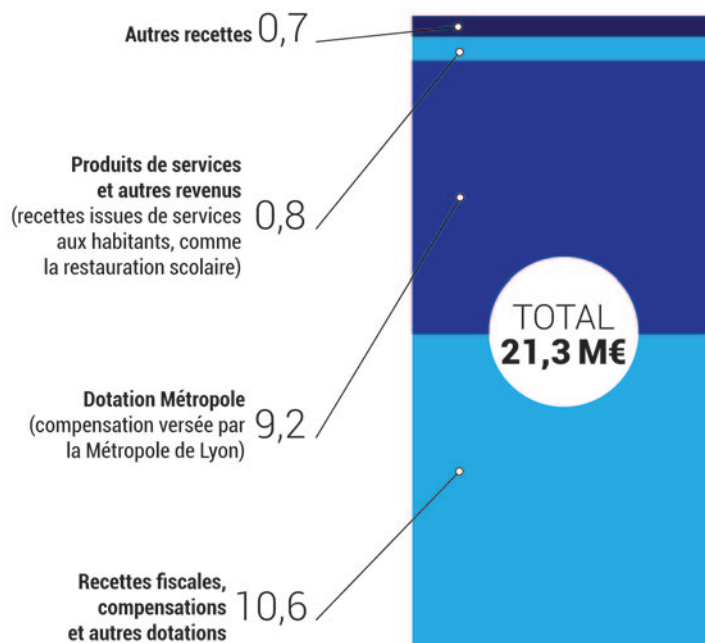 Autres recettes 0,7
Produits de services
et autres revenus
(recettes issues de services 0,8
aux habitants, comme
la restauration scolaire)
TOTAL
21,3 M€
Dotation Métropole
(compensation versée par 9,2
la Métropole de Lyon)
Recettes fiscales,
compensations 10,6
et autres dotations